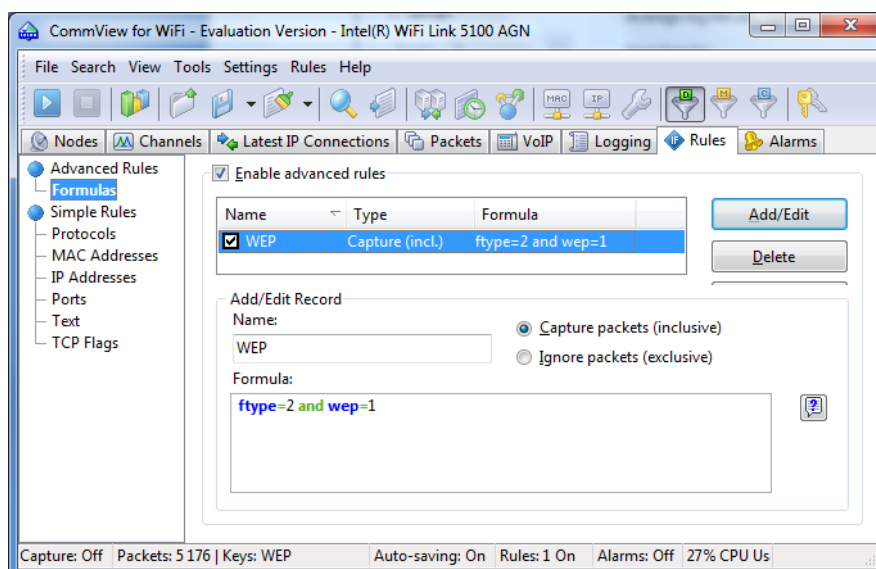 CommView for WiFi - Evaluation Version - Intel(R) WiFi Link 5100 AGN
File Search View Tools Settings Rules Help
MAC IP D M C
Nodes Channels Latest IP Connections Packets VoIP Logging IF Rules Alarms
Advanced Rules
Formulas
Simple Rules
Protocols
MAC Addresses
IP Addresses
Ports
Text
TCP Flags
Enable advanced rules
Name Type Formula
WEP Capture (incl.) ftype=2 and wep=1
Add/Edit
Delete
Add/Edit Record
Name:
WEP
Capture packets (inclusive)
Ignore packets (exclusive)
Formula:
ftype=2 and wep=1
?
Capture: Off Packets: 5 176 | Keys: WEP Auto-saving: On Rules: 1 On Alarms: Off 27% CPU Us